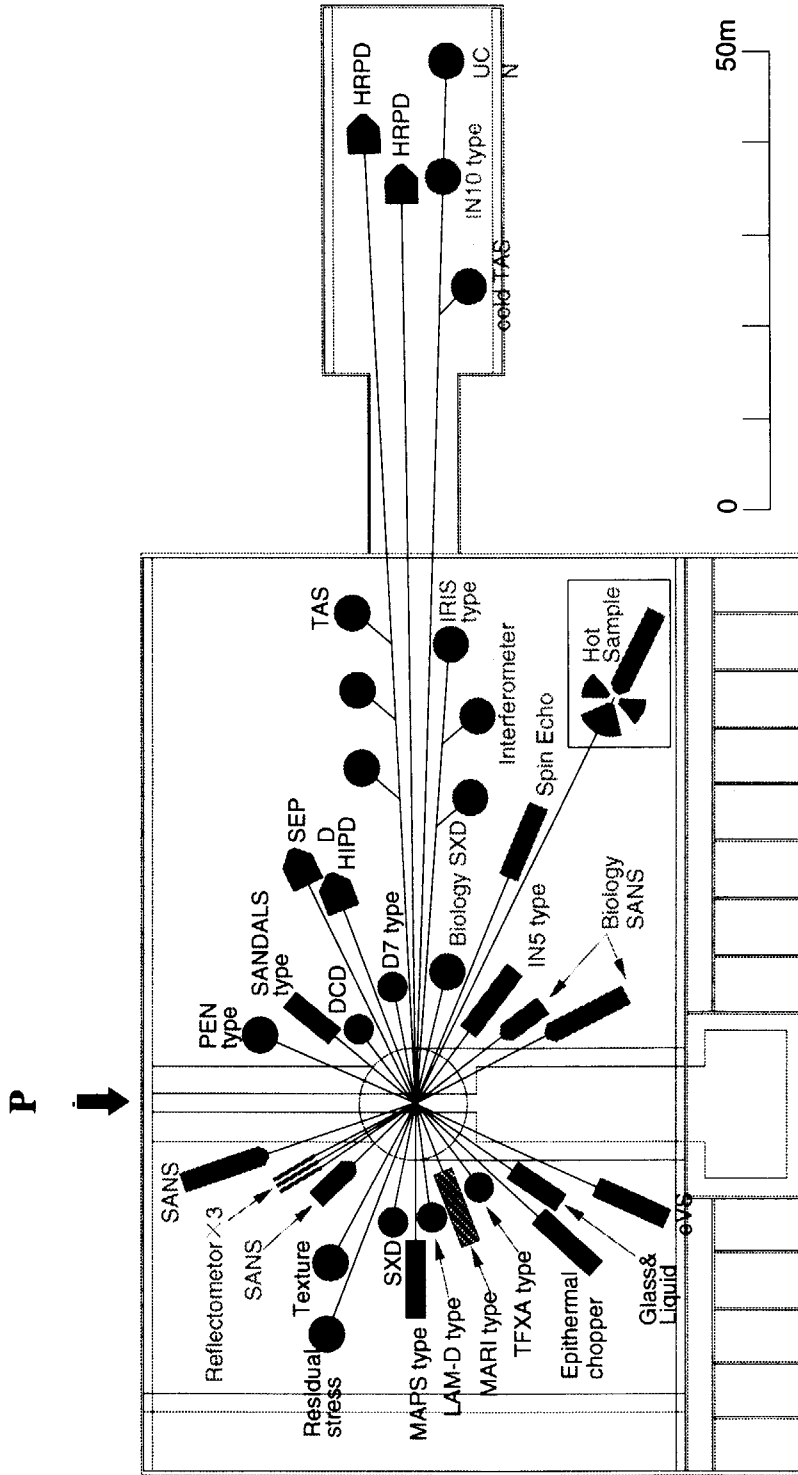 P
HRPD
HRPD
UC
N
IN10 type
cold TAS
50m
0
TAS
IRIS
type
Interferometer
Hot
Sample
Spin Echo
SEP
D
HIPD
D7 type
Biology SXD
SANDALS
type
PEN
type
DCD
IN5 type
Biology
SANS
SANS
Reflectometor×3
SANS
Texture
Residual
stress
SXD
MAPS type
LAM-D type
MARI type
TFXA type
Epithermal
chopper
Glass&
Liquid
eVS